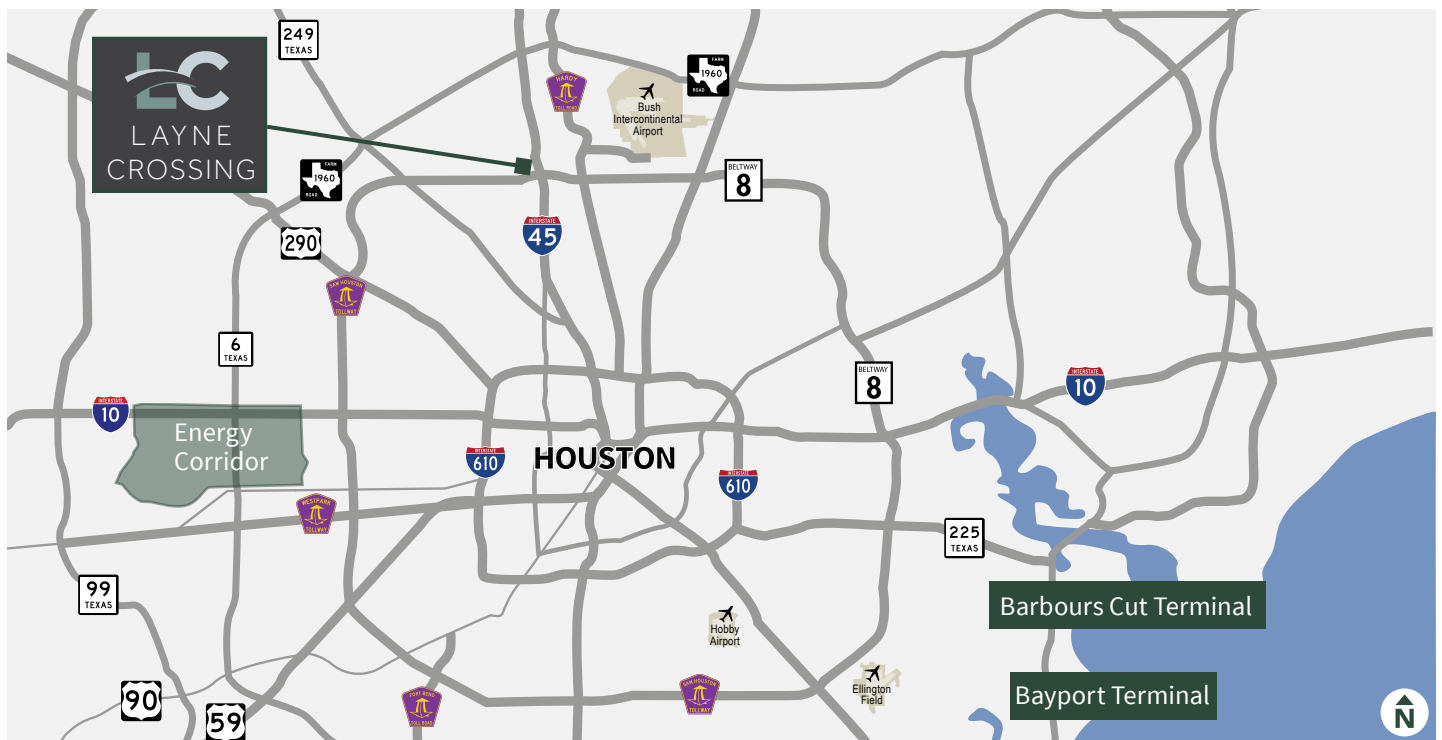 249
TEXAS
LC
LAYNE
CROSSING
HARDY
TOLL ROAD
Bush
Intercontinental
Airport
FARM
1960
ROAD
FARM
1960
ROAD
BELTWAY
8
INTERSTATE
45
290
SAM HOUSTON
TOLLWAY
6
TEXAS
BELTWAY
8
INTERSTATE
10
INTERSTATE
10
Energy
Corridor
INTERSTATE
610
HOUSTON
INTERSTATE
610
WESTPARK
TOLLWAY
225
TEXAS
99
TEXAS
Barbours Cut Terminal
Hobby
Airport
Ellington
Field
Bayport Terminal
90
59
FORT BEND
TOLL ROAD
SAM HOUSTON
TOLLWAY
N